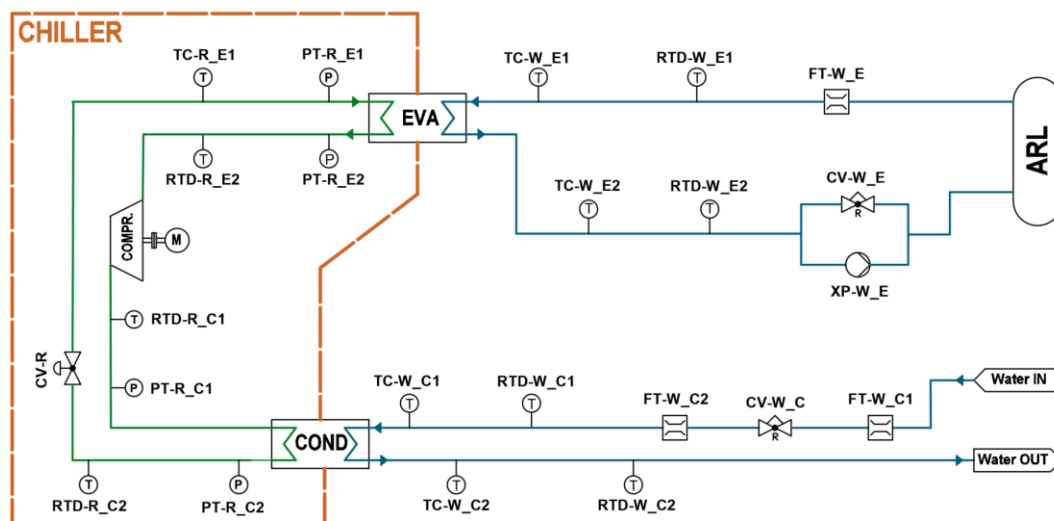 CHILLER
TC-R_E1
PT-R_E1
TC-W_E1
RTD-W_E1
FT-W_E
T
P
T
T
EVA
ARL
T
P
RTD-R_E2
PT-R_E2
TC-W_E2
RTD-W_E2
CV-W_E
T
T
R
COMPR.
M
XP-W_E
T
RTD-R_C1
CV-R
P
PT-R_C1
TC-W_C1
RTD-W_C1
FT-W_C2
CV-W_C
FT-W_C1
Water IN
T
T
R
COND
Water OUT
T
P
T
T
RTD-R_C2
PT-R_C2
TC-W_C2
RTD-W_C2